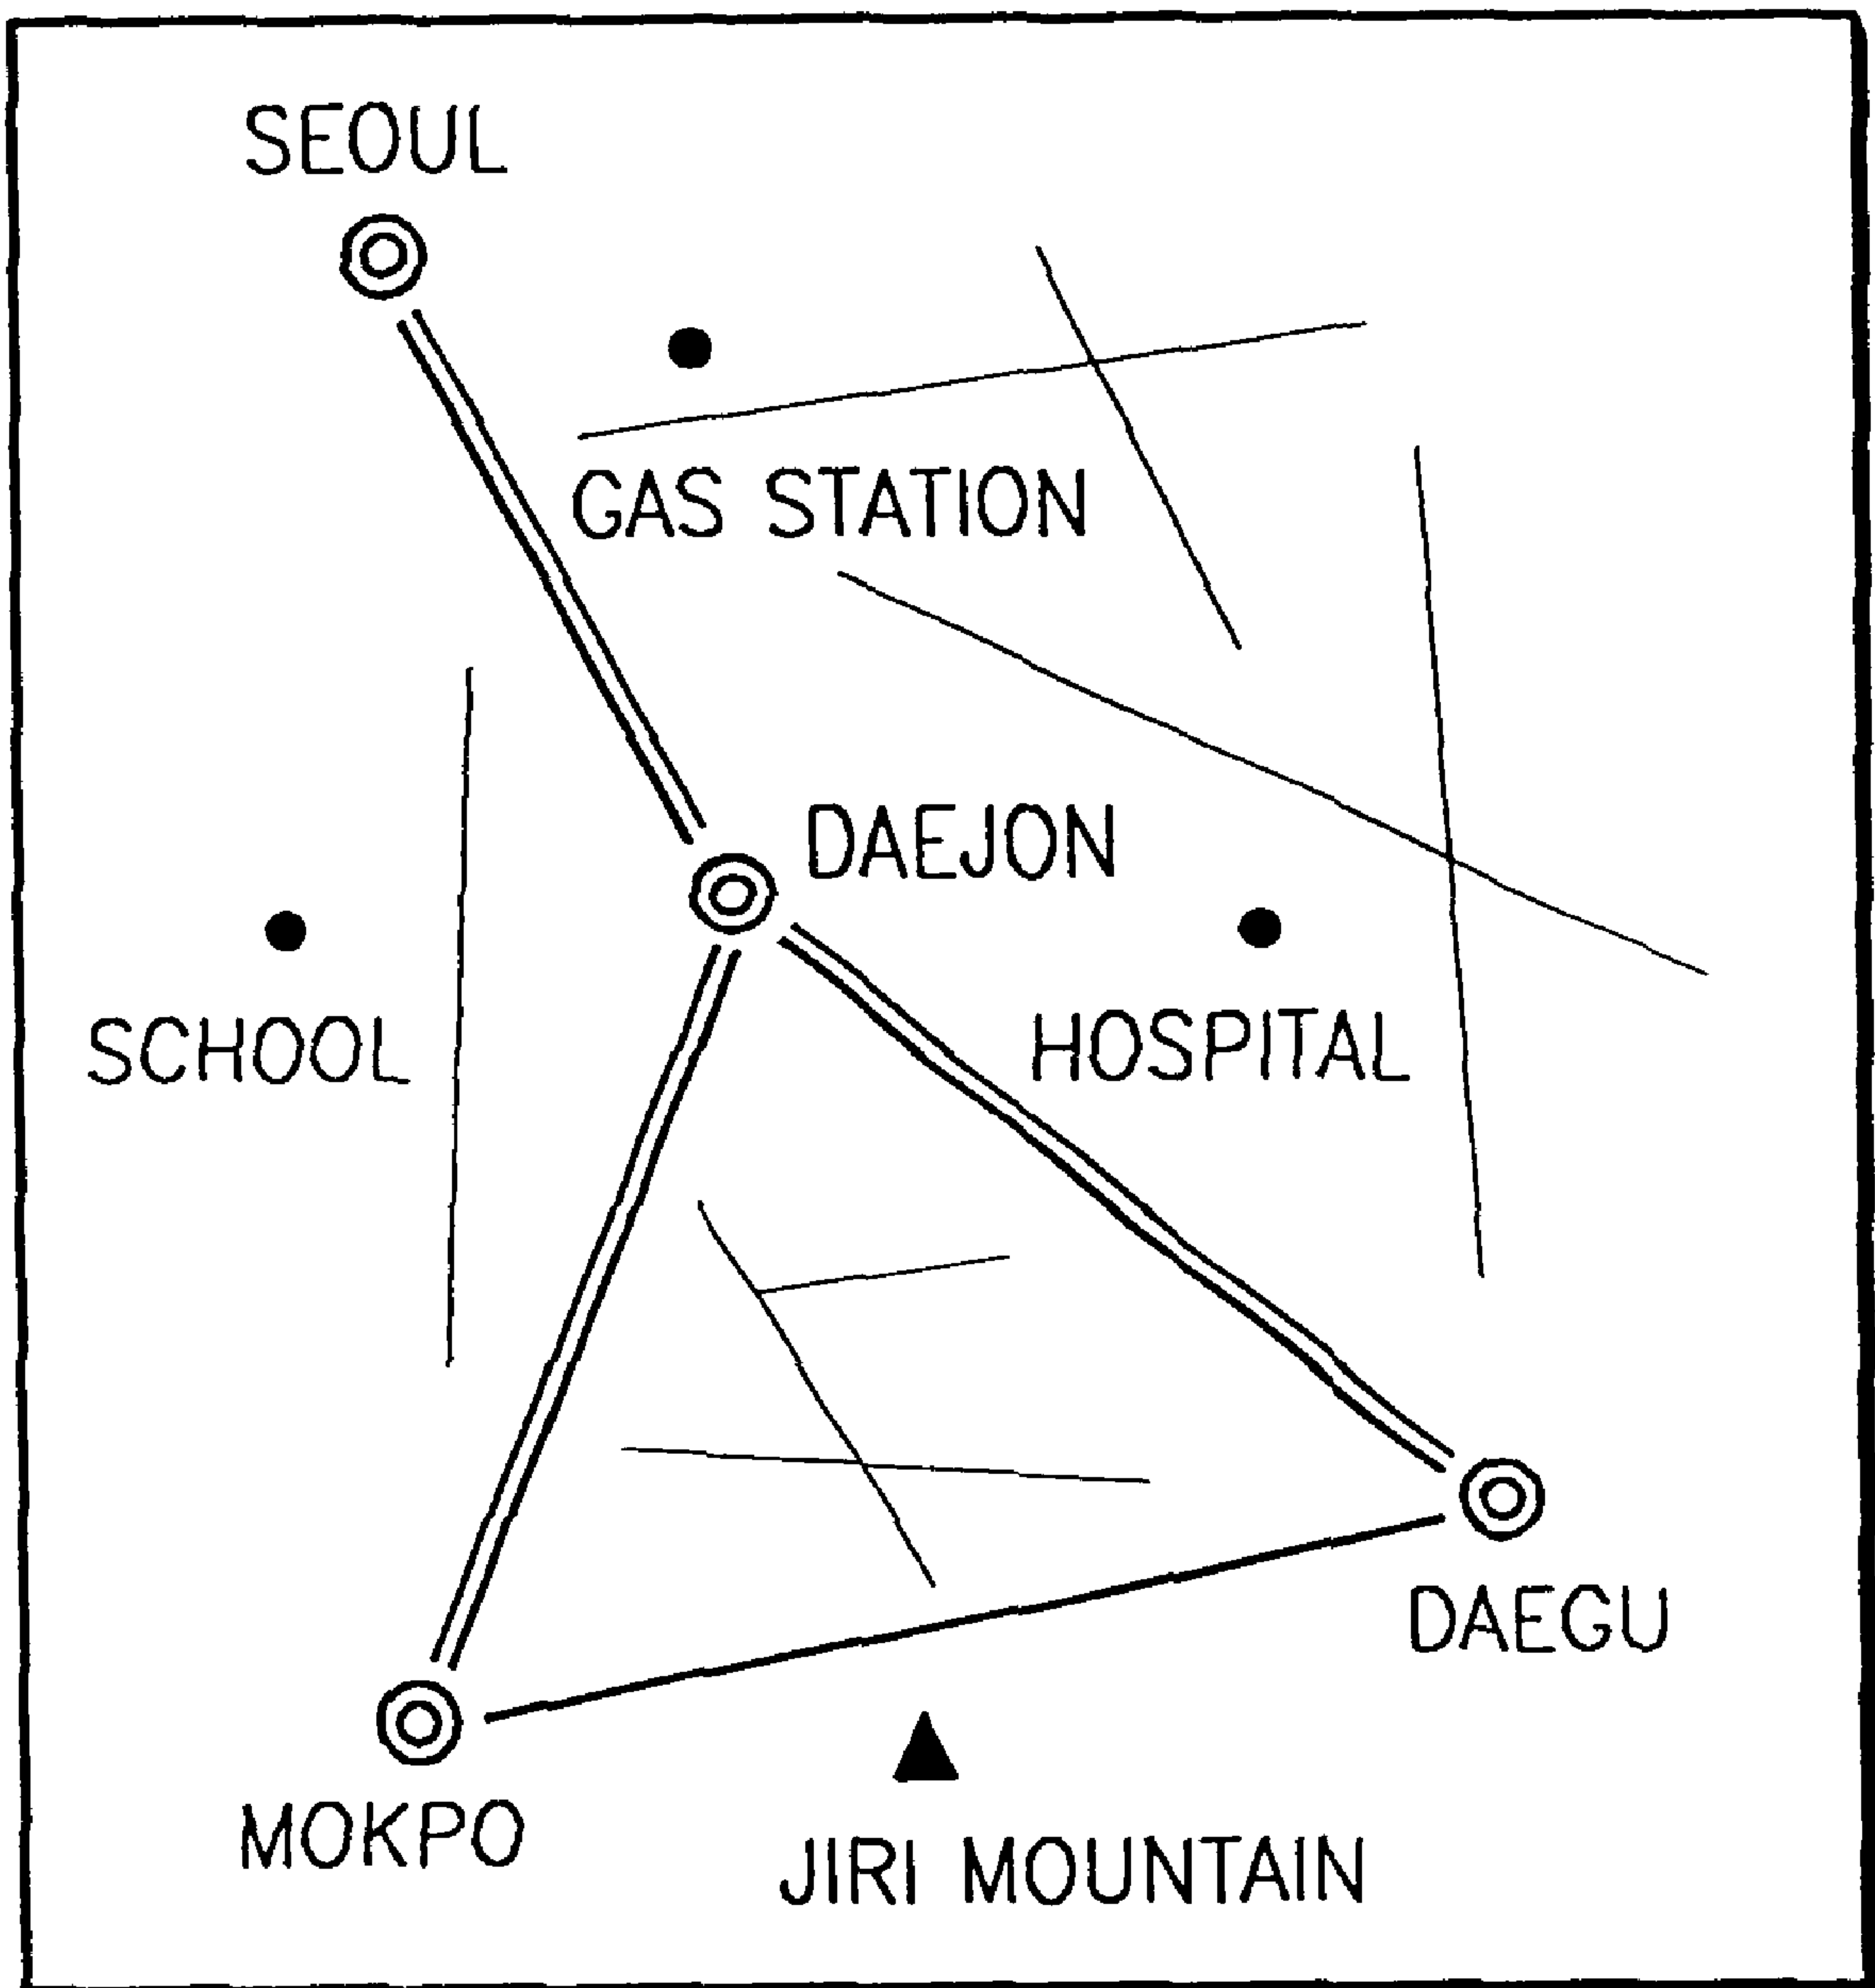 SEOUL
GAS STATION
DAEJON
SCHOOL
HOSPITAL
DAEGU
MOKPO
JIRI MOUNTAIN